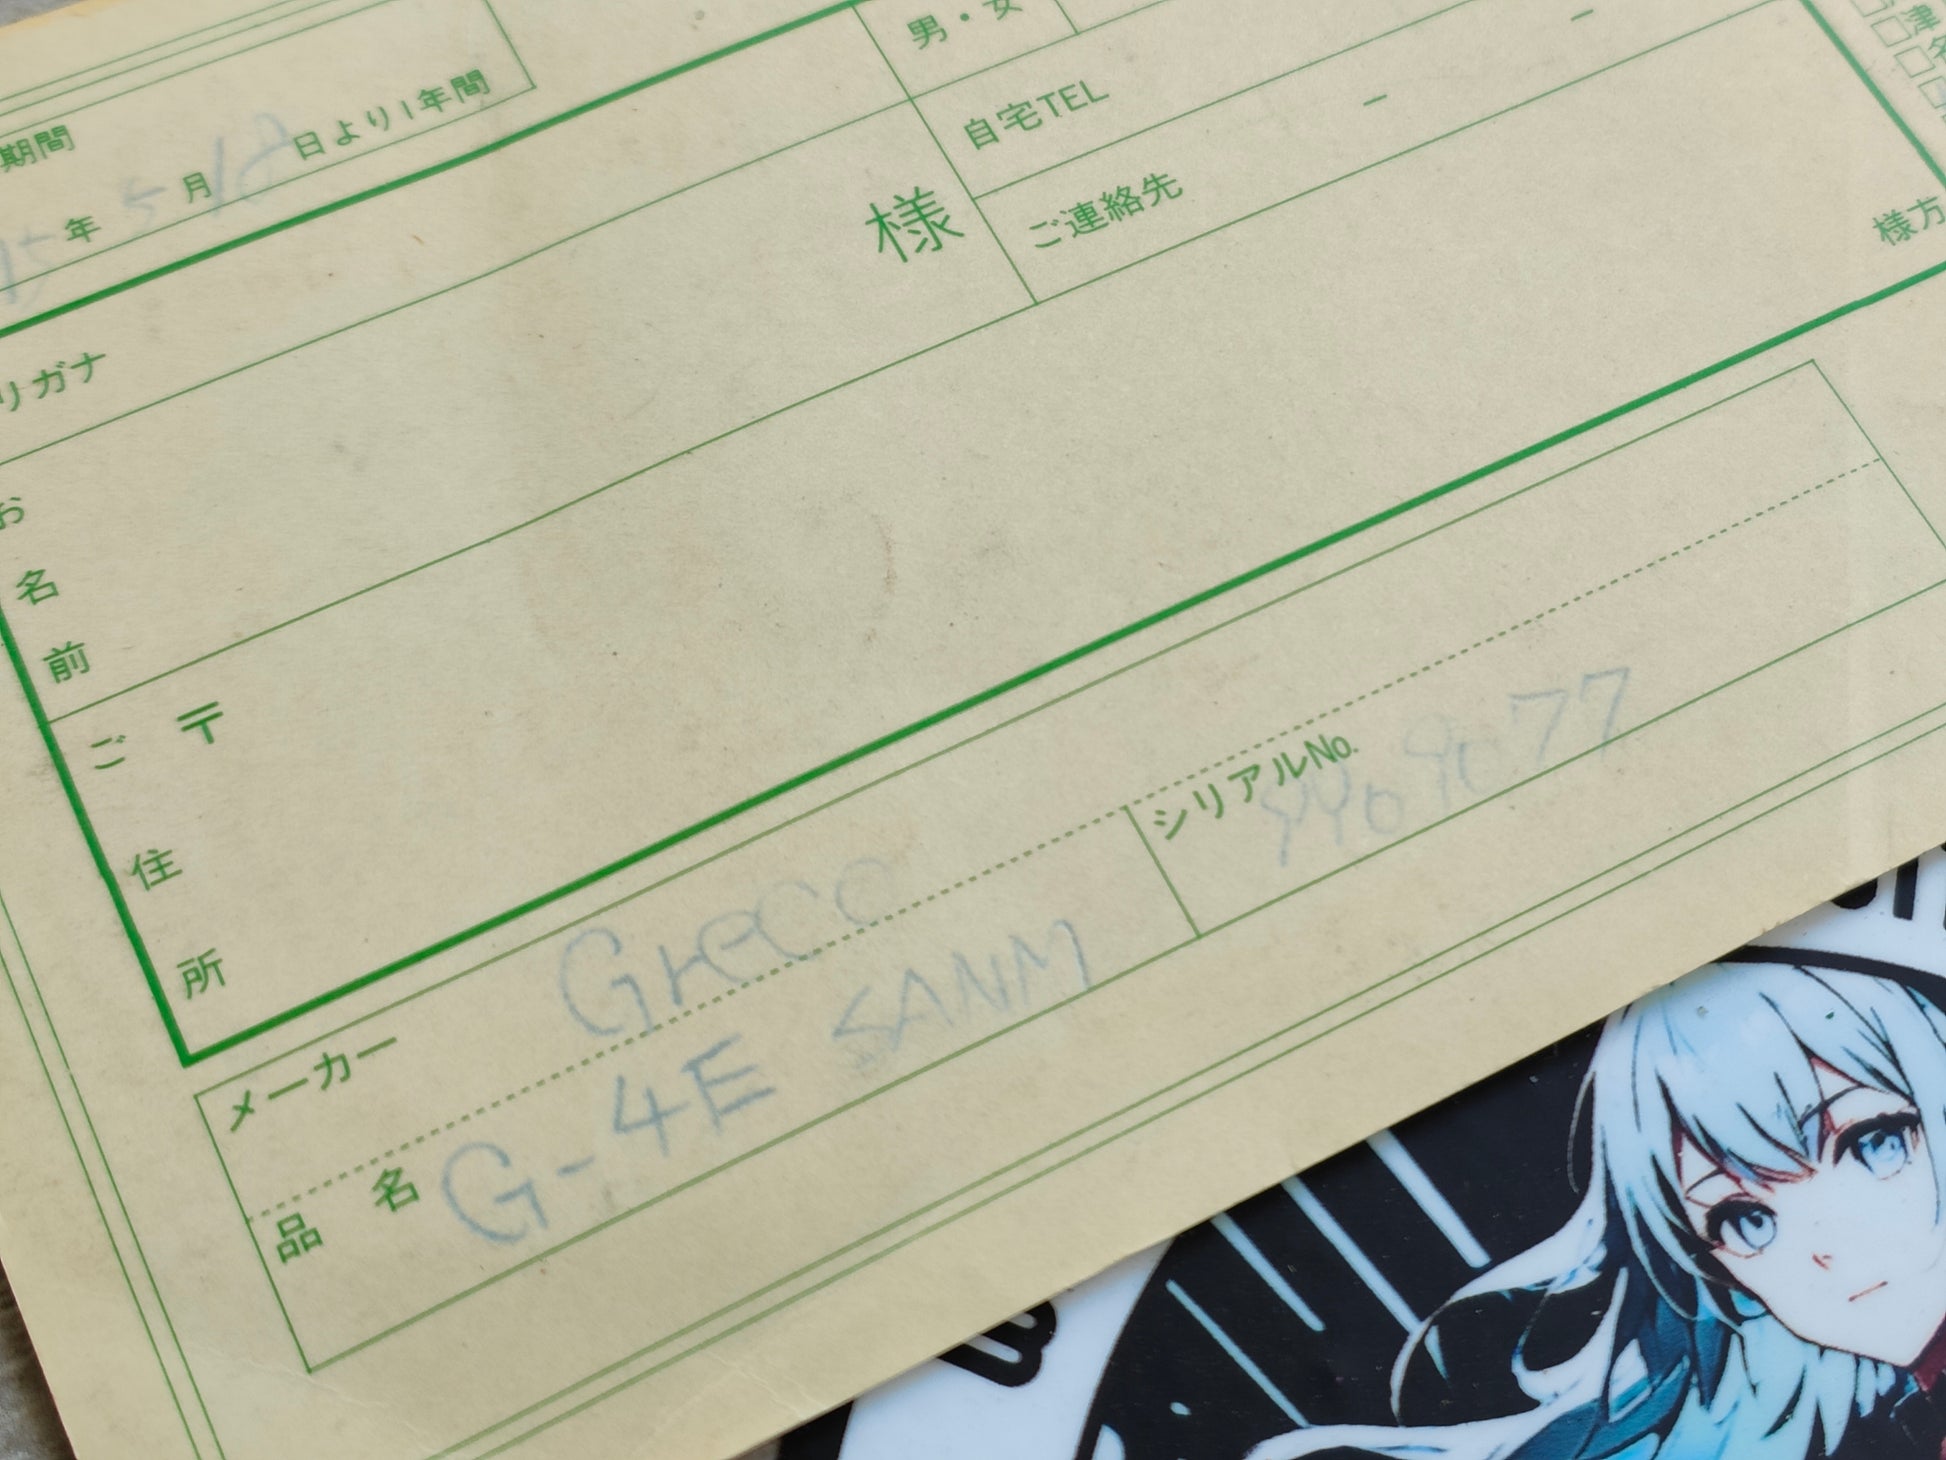 男・女
期間
5 月 18 日より1年間
年
自宅TEL － －
リガナ
様
ご連絡先
様方
お名前
ご住所 〒
メーカー Greco
品名 G-4E SANM
シリアルNo.